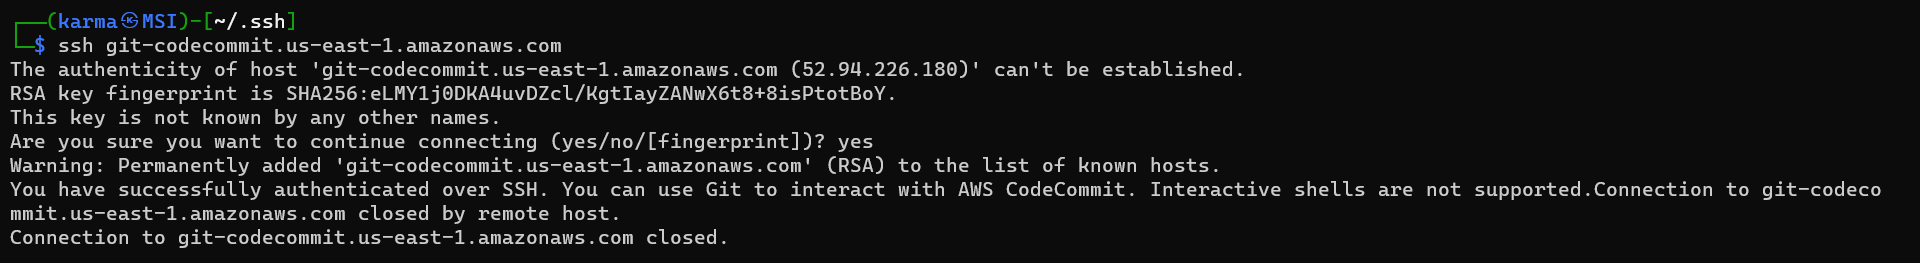 (karma㉿MSI)-[~/.ssh]
$ ssh git-codecommit.us-east-1.amazonaws.com
The authenticity of host 'git-codecommit.us-east-1.amazonaws.com (52.94.226.180)' can't be established.
RSA key fingerprint is SHA256:eLMY1j0DKA4uvDZcl/KgtIayZANwX6t8+8isPtotBoY.
This key is not known by any other names.
Are you sure you want to continue connecting (yes/no/[fingerprint])? yes
Warning: Permanently added 'git-codecommit.us-east-1.amazonaws.com' (RSA) to the list of known hosts.
You have successfully authenticated over SSH. You can use Git to interact with AWS CodeCommit. Interactive shells are not supported.Connection to git-codeco
mmit.us-east-1.amazonaws.com closed by remote host.
Connection to git-codecommit.us-east-1.amazonaws.com closed.